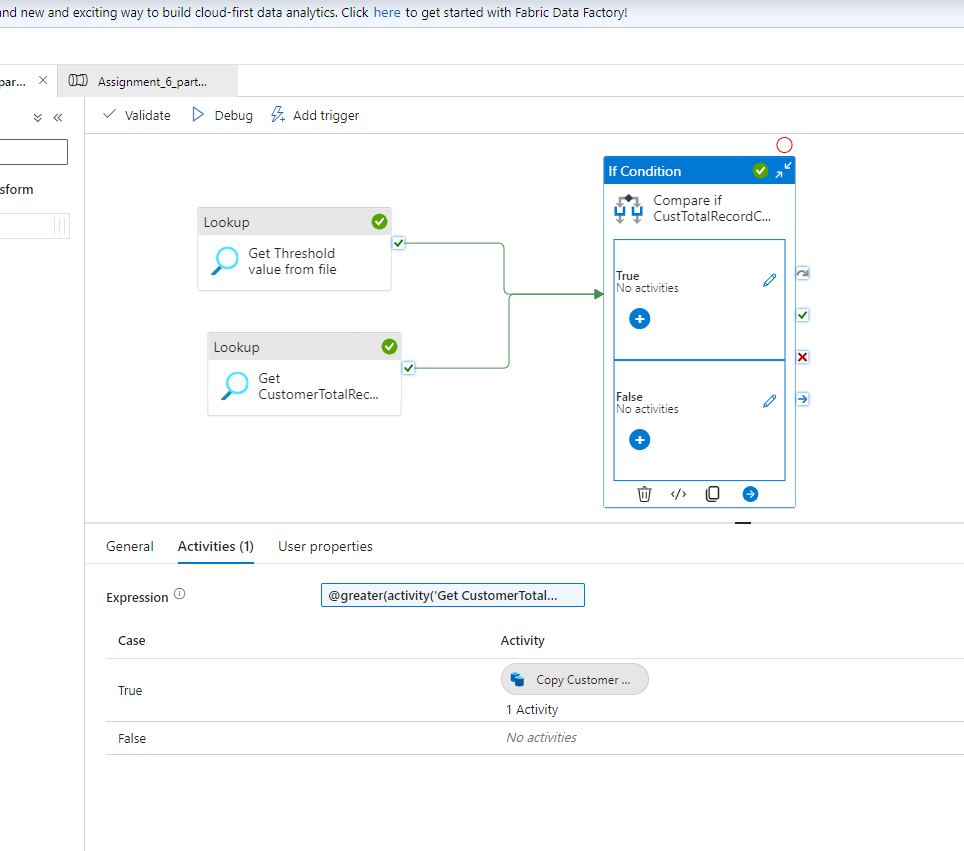 nd new and exciting way to build cloud-first data analytics. Click here to get started with Fabric Data Factory!
par...
Assignment_6_part...
Validate
Debug
Add trigger
sform
If Condition
Compare if
CustTotalRecordC...
Lookup
Get Threshold
value from file
True
No activities
Lookup
Get
CustomerTotalRec...
False
No activities
General
Activities (1)
User properties
Expression
@greater(activity('Get CustomerTotal...
Case
Activity
True
Copy Customer ...
1 Activity
False
No activities